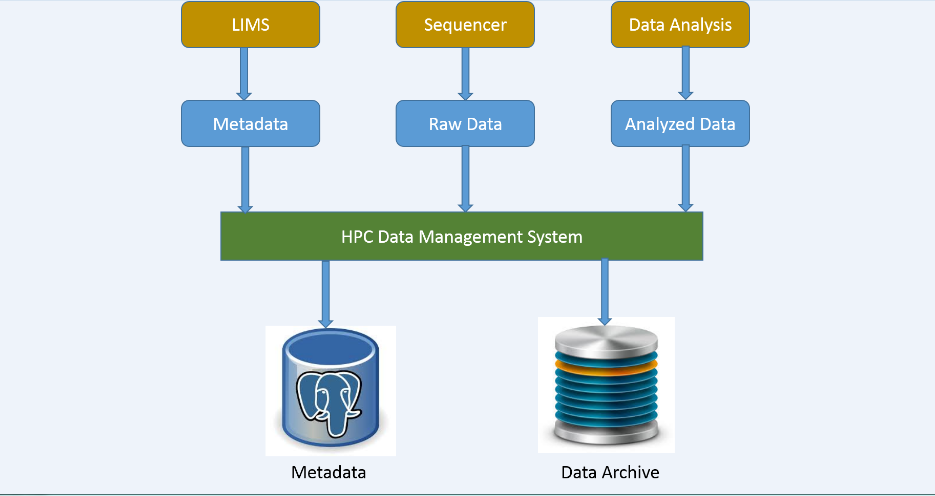 LIMS
Sequencer
Data Analysis
Metadata
Raw Data
Analyzed Data
HPC Data Management System
Metadata
Data Archive